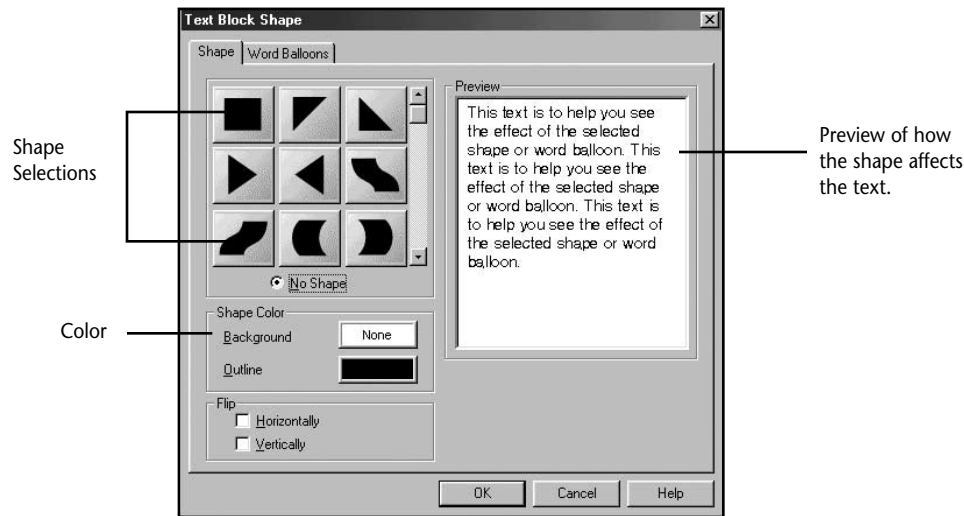 Text Block Shape
Shape
Word Balloons
Shape
Selections
No Shape
Color
Shape Color
Background
None
Outline
Flip
Horizontally
Vertically
Preview
This text is to help you see
the effect of the selected
shape or word balloon. This
text is to help you see the
effect of the selected shape
or word balloon. This text is
to help you see the effect of
the selected shape or word
balloon.
Preview of how
the shape affects
the text.
OK
Cancel
Help